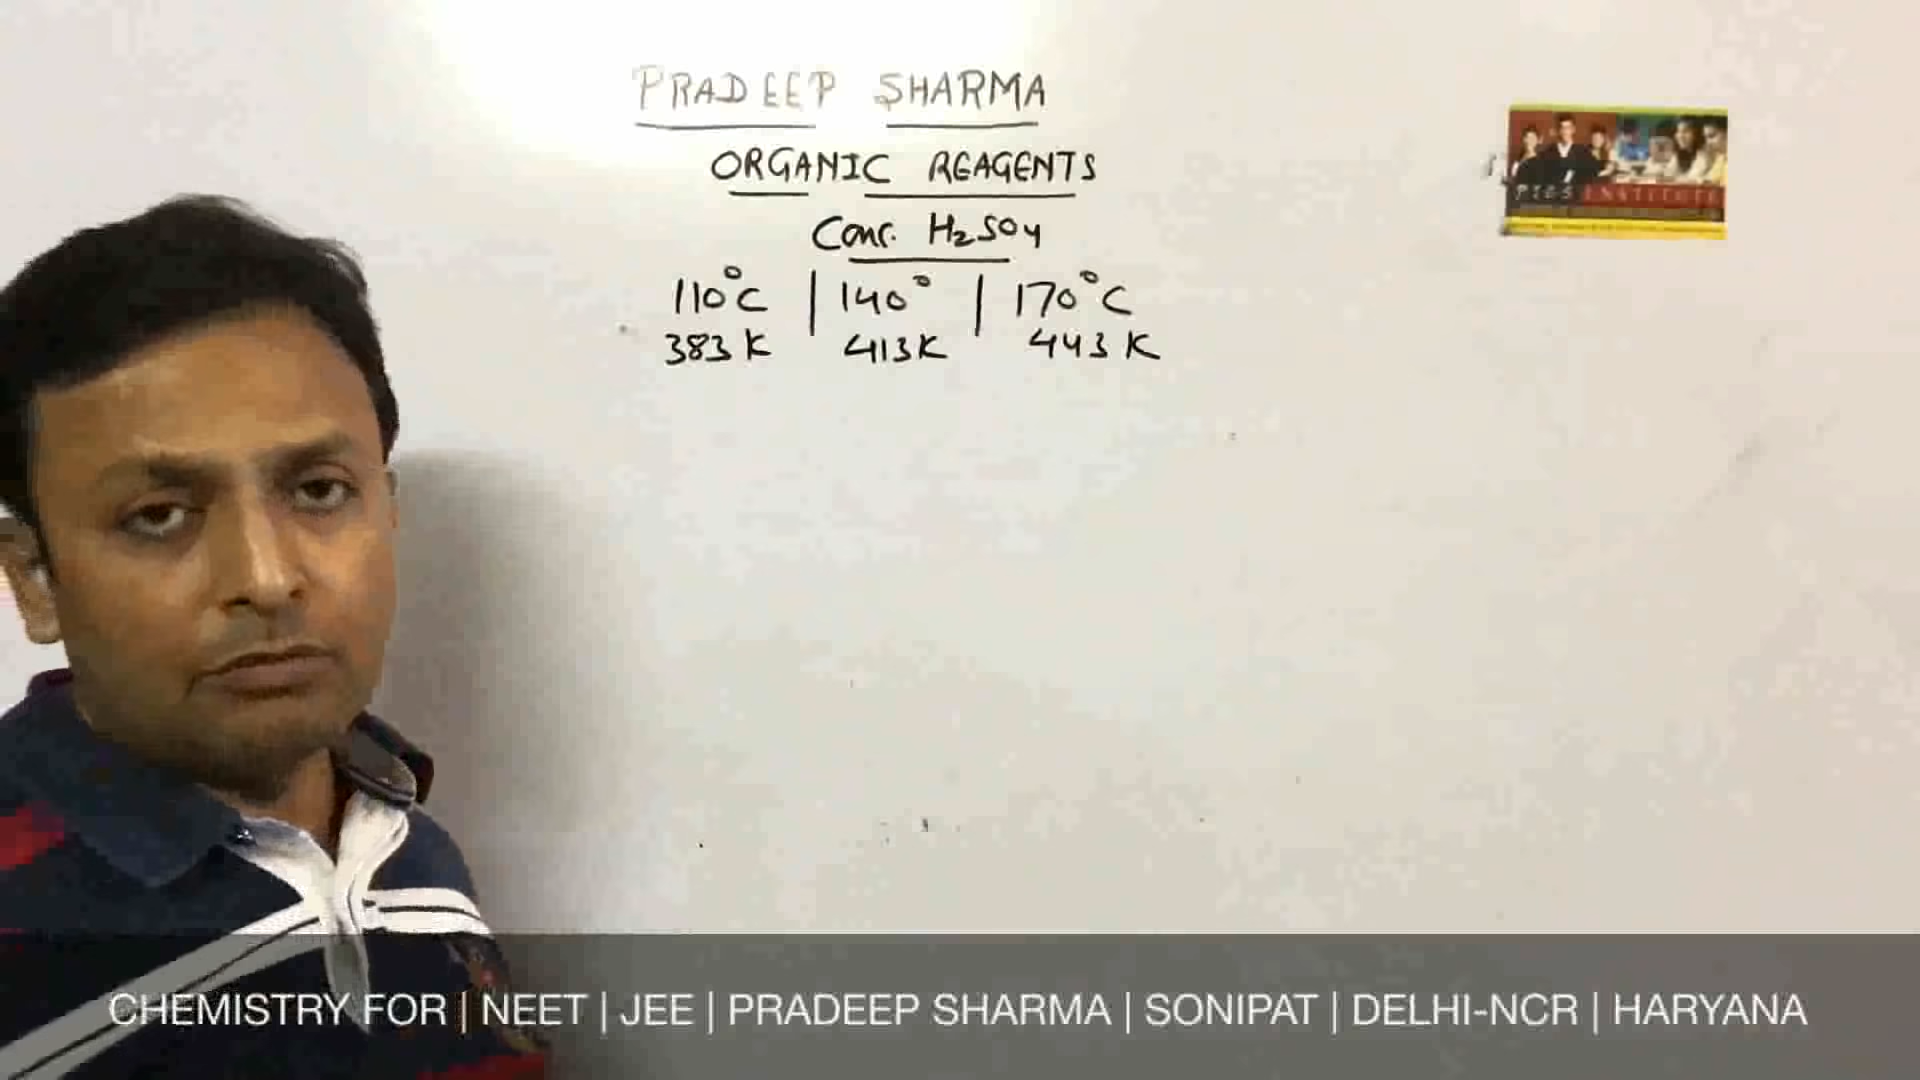 PRADEEP SHARMA
ORGANIC REAGENTS
Conc. H2SO4
110°C | 140° | 170°C
383 K 413K 443 K
INSTITUTE
CHEMISTRY FOR | NEET | JEE | PRADEEP SHARMA | SONIPAT | DELHI-NCR | HARYANA